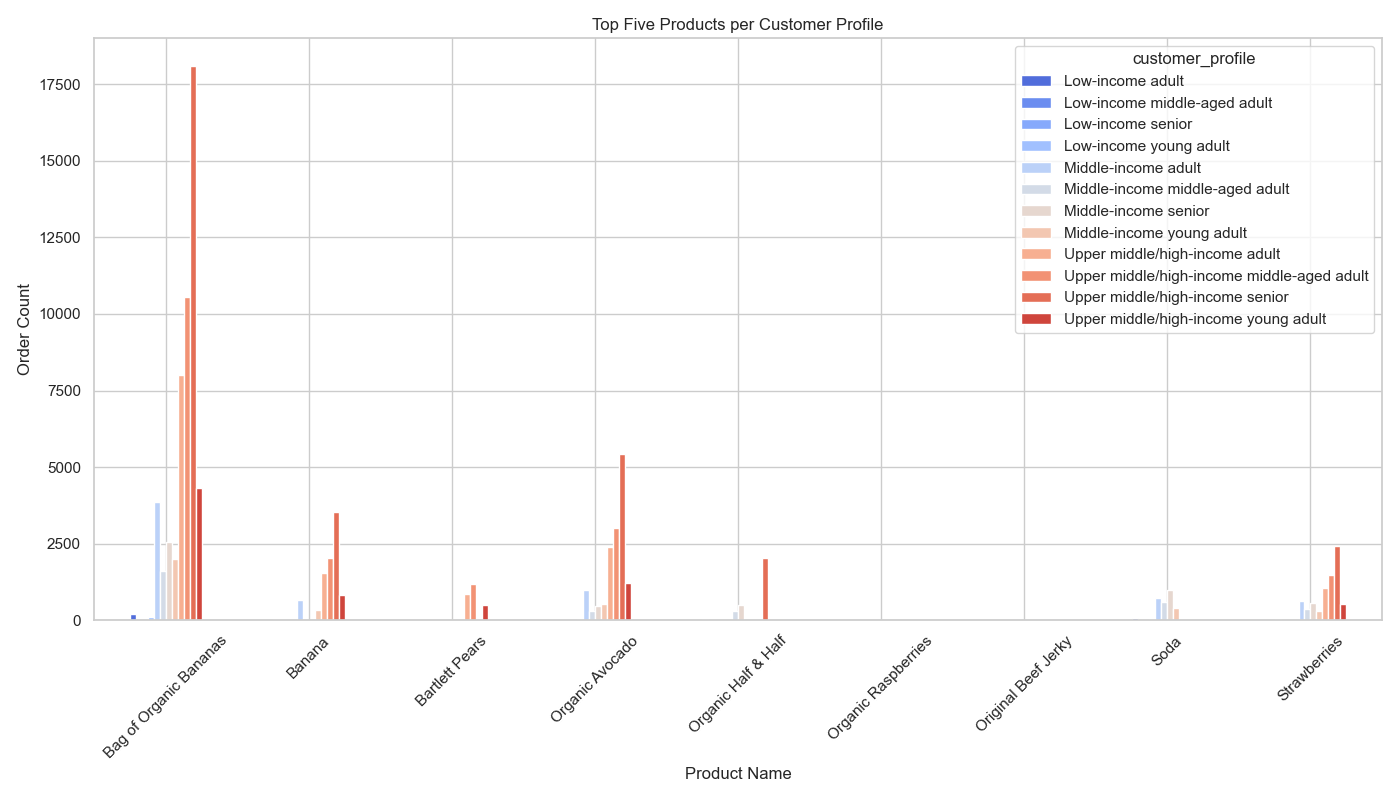 Top Five Products per Customer Profile
customer_profile
Low-income adult
Low-income middle-aged adult
Low-income senior
Low-income young adult
Middle-income adult
Middle-income middle-aged adult
Middle-income senior
Middle-income young adult
Upper middle/high-income adult
Upper middle/high-income middle-aged adult
Upper middle/high-income senior
Upper middle/high-income young adult
Order Count
17500
15000
12500
10000
7500
5000
2500
0
Bag of Organic Bananas
Banana
Bartlett Pears
Organic Avocado
Organic Half & Half
Organic Raspberries
Original Beef Jerky
Soda
Strawberries
Product Name